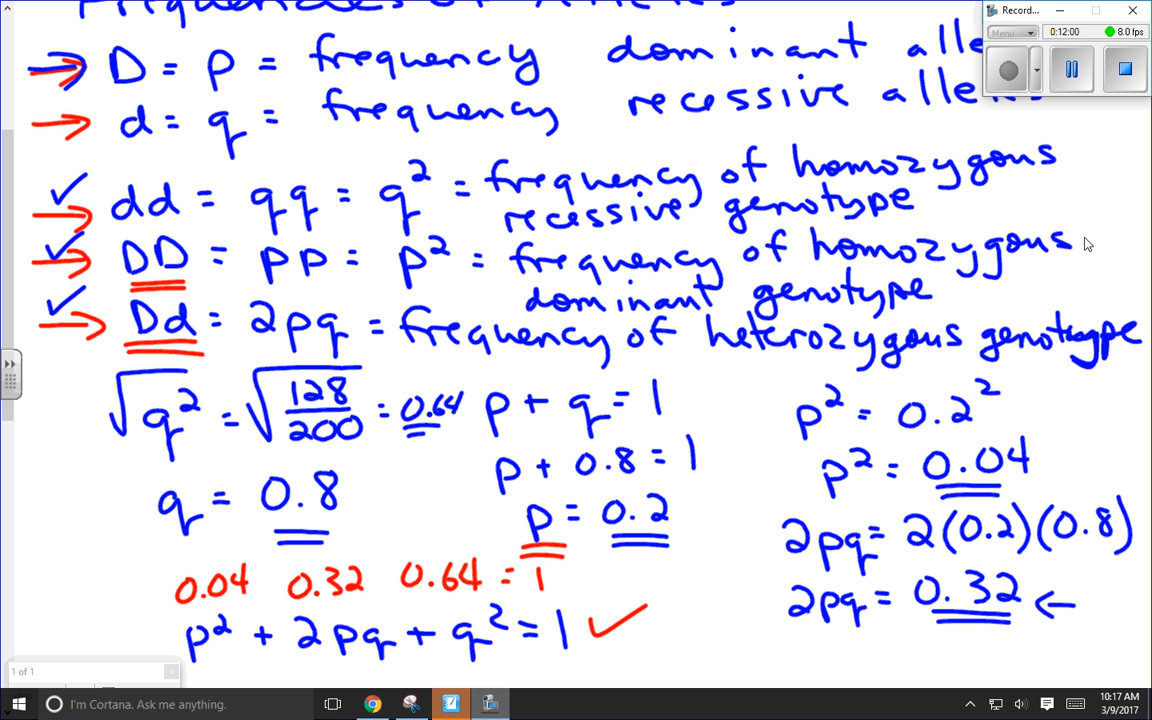 Frequencies of Alleles
Record...
Menu
0:12:00
8.0 fps
D = p = frequency dominant alle
d = q = frequency recessive alleles
dd = qq = q² = frequency of homozygous
recessive genotype
DD = pp = p² = frequency of homozygous
dominant genotype
Dd = 2pq = frequency of heterozygous genotype
√q² = √128/200 = 0.64
q = 0.8
p + q = 1
p + 0.8 = 1
p = 0.2
p² = 0.2²
p² = 0.04
2pq = 2(0.2)(0.8)
2pq = 0.32 ←
0.04 0.32 0.64 = 1
p² + 2pq + q² = 1 ✓
1 of 1
I'm Cortana. Ask me anything.
10:17 AM
3/9/2017